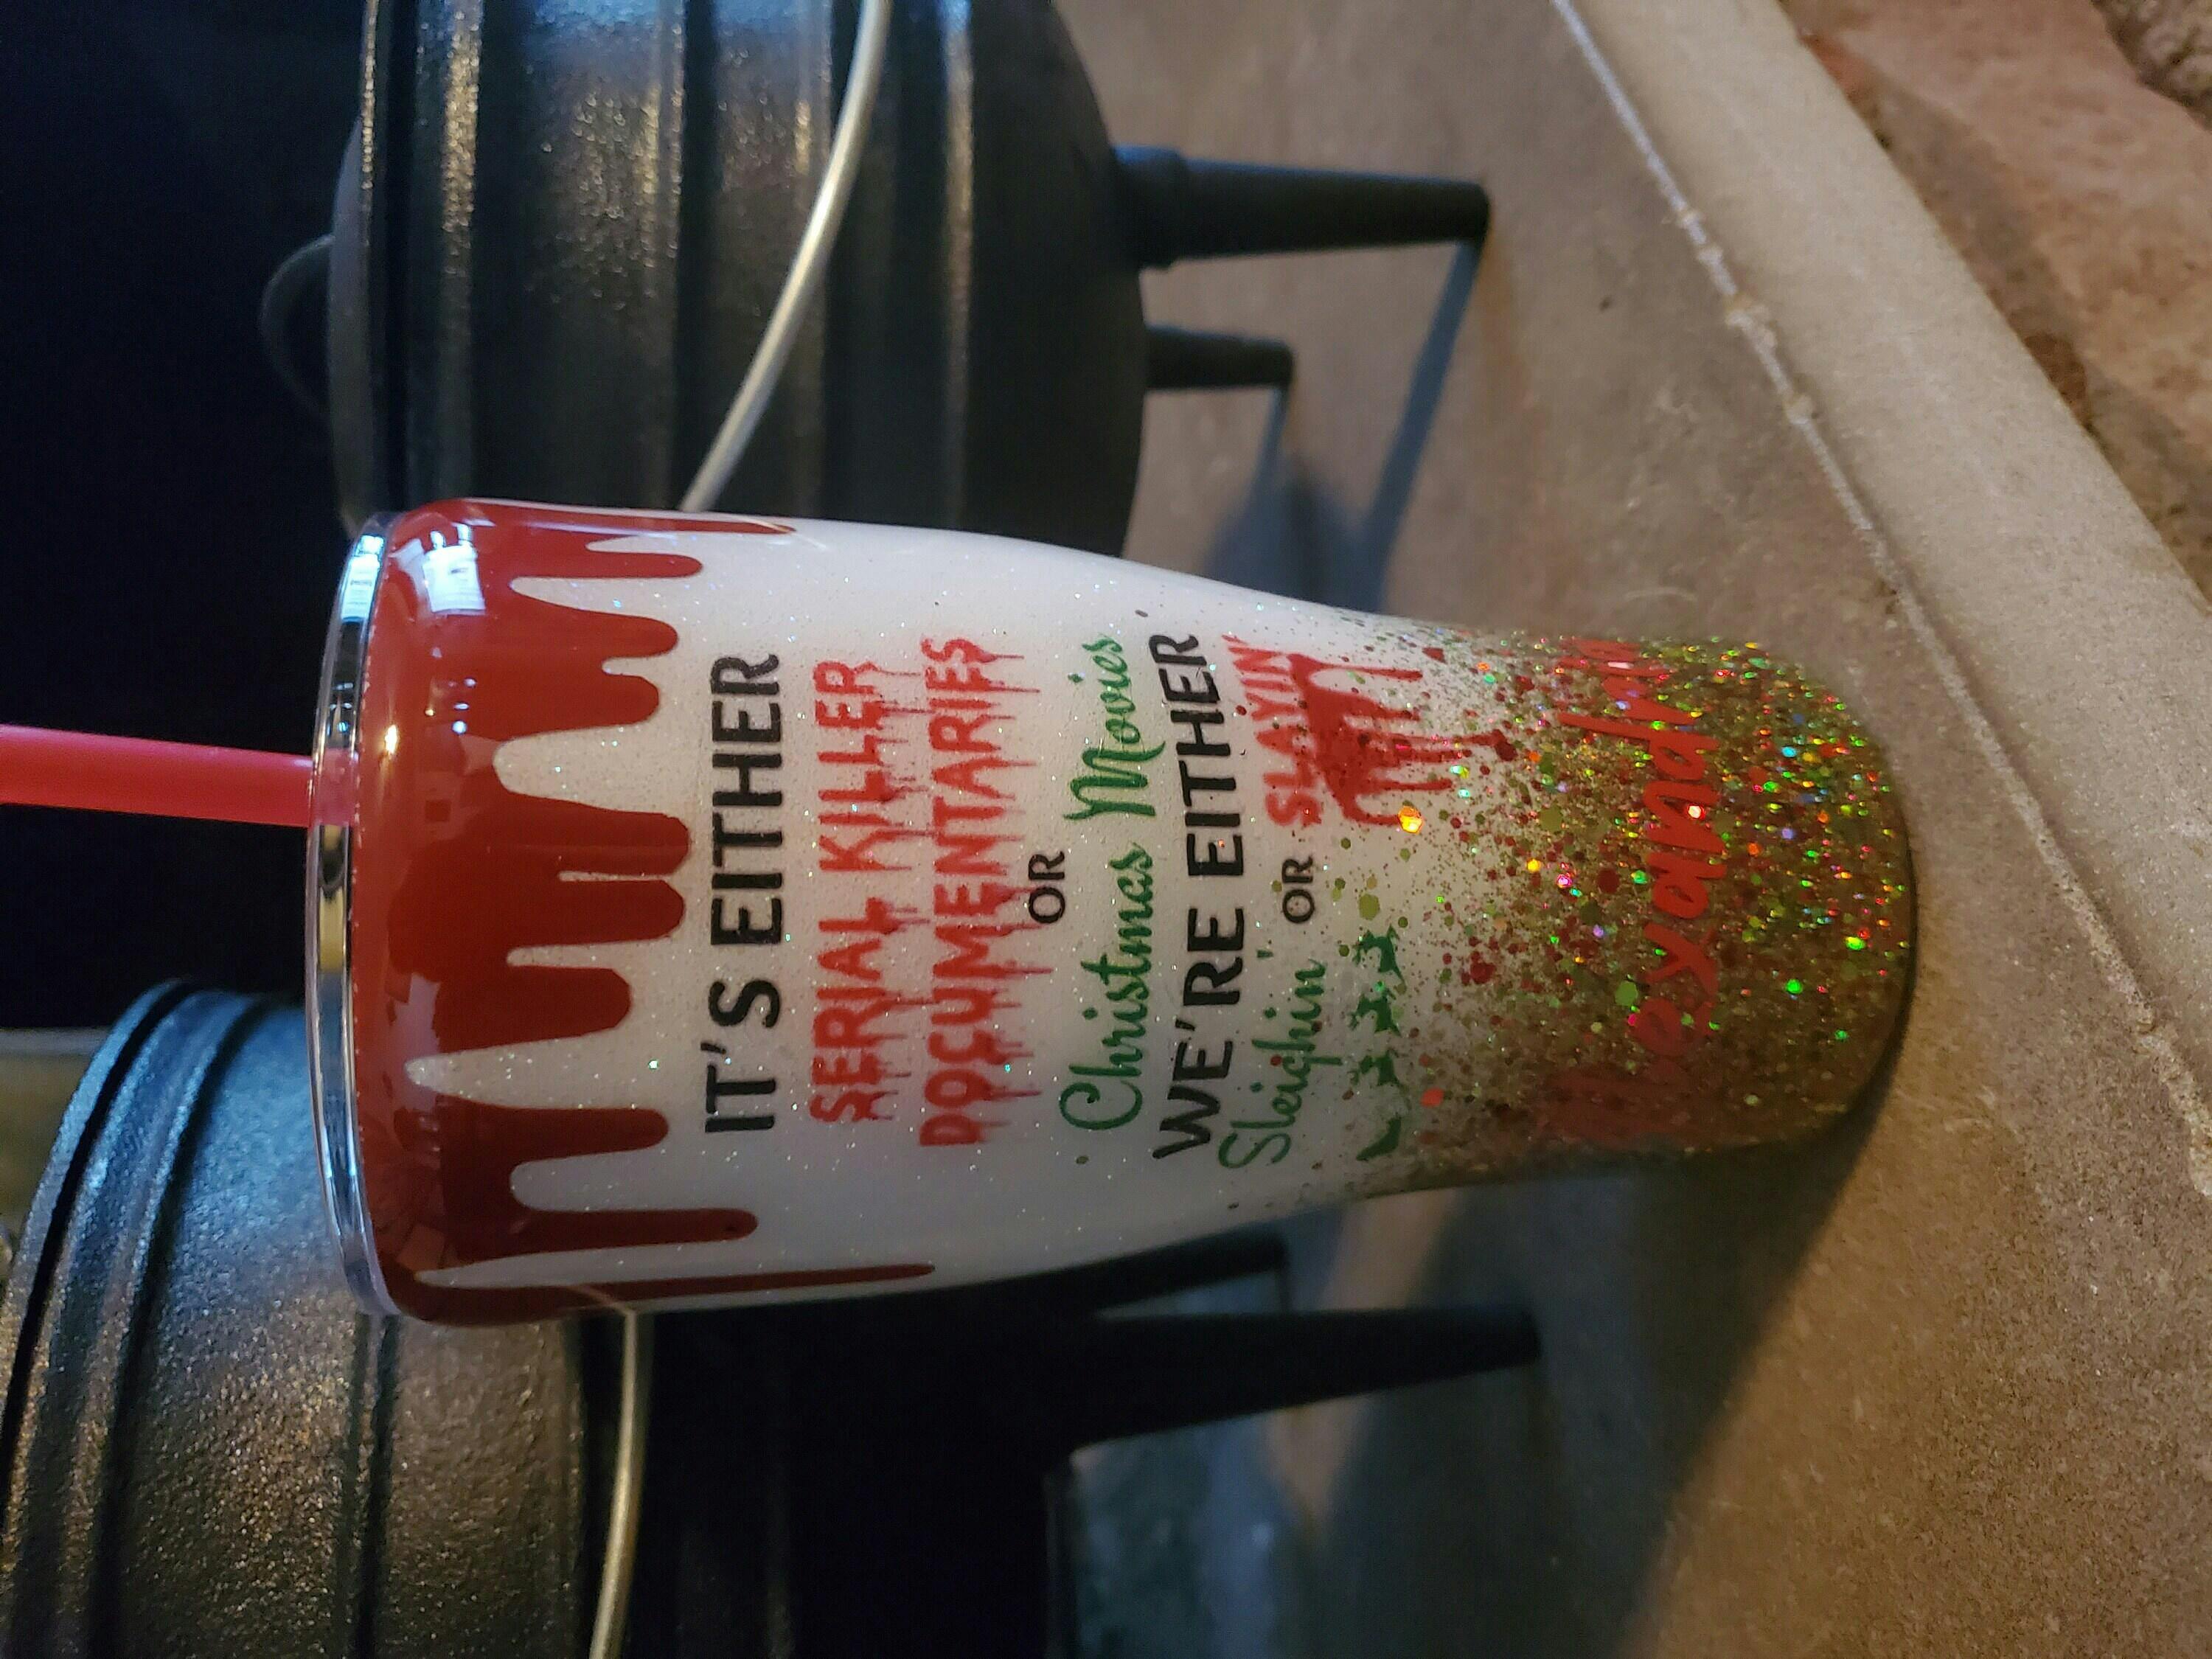 IT'S EITHER
SERIAL KILLER
DOCUMENTARIES
OR
Christmas Movies
WE'RE EITHER
Sleighin' OR SLAYIN'